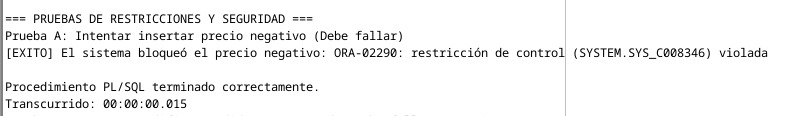 === PRUEBAS DE RESTRICCIONES Y SEGURIDAD ===
Prueba A: Intentar insertar precio negativo (Debe fallar)
[EXITO] El sistema bloqueó el precio negativo: ORA-02290: restricción de control (SYSTEM.SYS_C008346) violada
Procedimiento PL/SQL terminado correctamente.
Transcurrido: 00:00:00.015